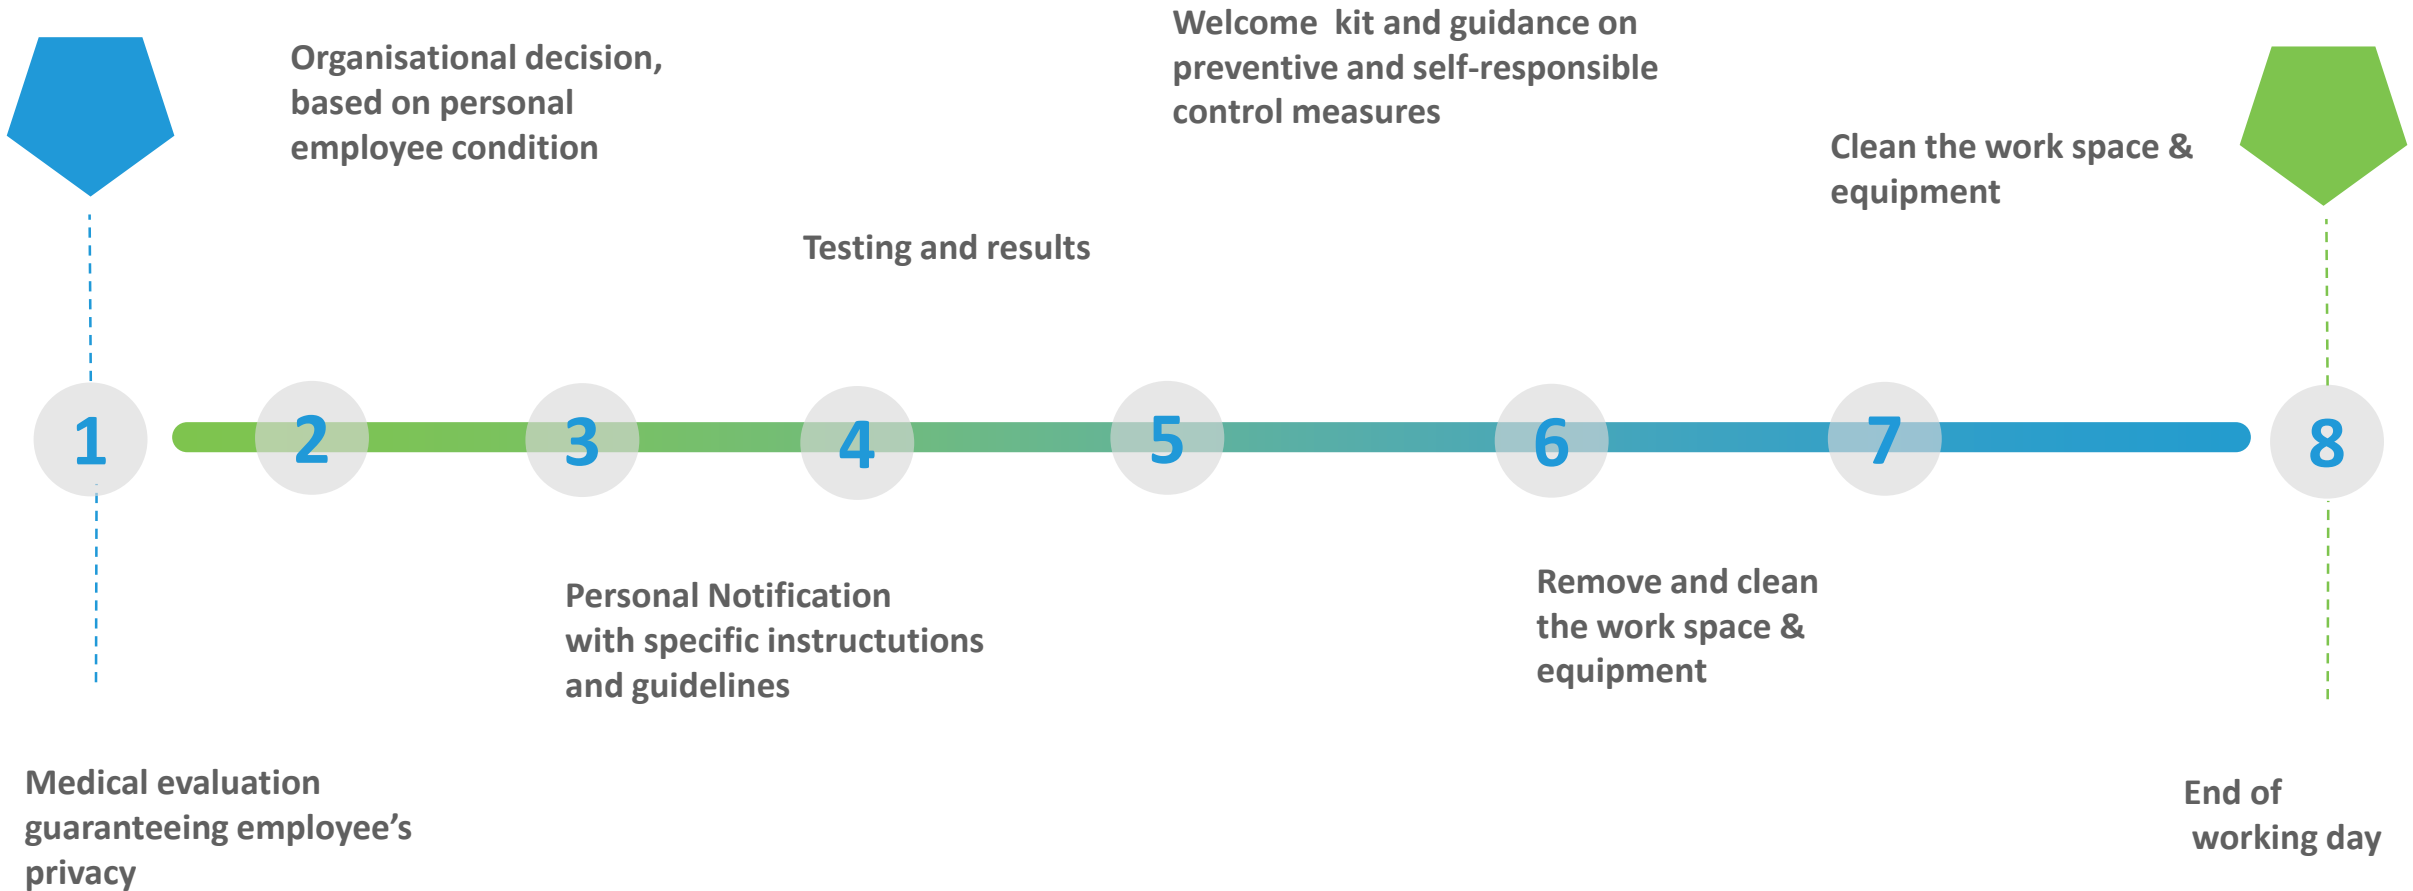 Organisational decision,
based on personal
employee condition
Welcome  kit and guidance on
preventive and self-responsible
control measures
Clean the work space &
equipment
Testing and results
1
2
3
4
5
6
7
8
Personal Notification
with specific instructutions
and guidelines
Remove and clean
the work space &
equipment
Medical evaluation
guaranteeing employee’s
privacy
End of
working day